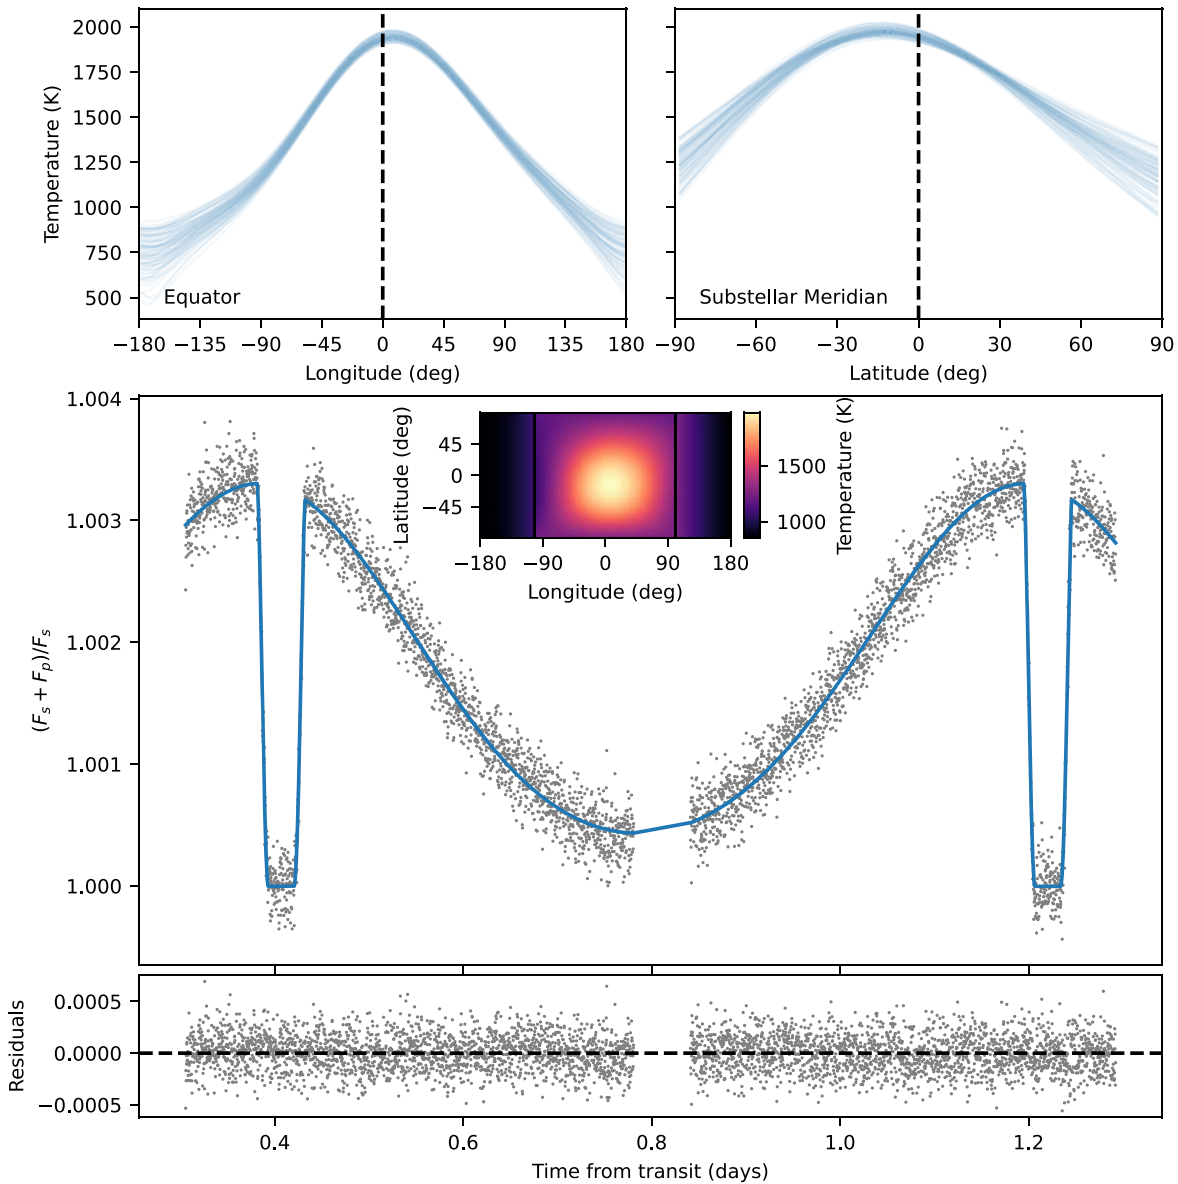 Temperature (K)
2000
1750
1500
1250
1000
750
500
Equator
Substellar Meridian
−180 −135 −90 −45 0 45 90 135 180
−90 −60 −30 0 30 60 90
Longitude (deg)
Latitude (deg)
1.004
1.003
1.002
1.001
1.000
(F_s + F_p)/F_s
Latitude (deg)
45
0
−45
−180 −90 0 90 180
Longitude (deg)
1500
1000
Temperature (K)
Residuals
0.0005
0.0000
−0.0005
0.4 0.6 0.8 1.0 1.2
Time from transit (days)